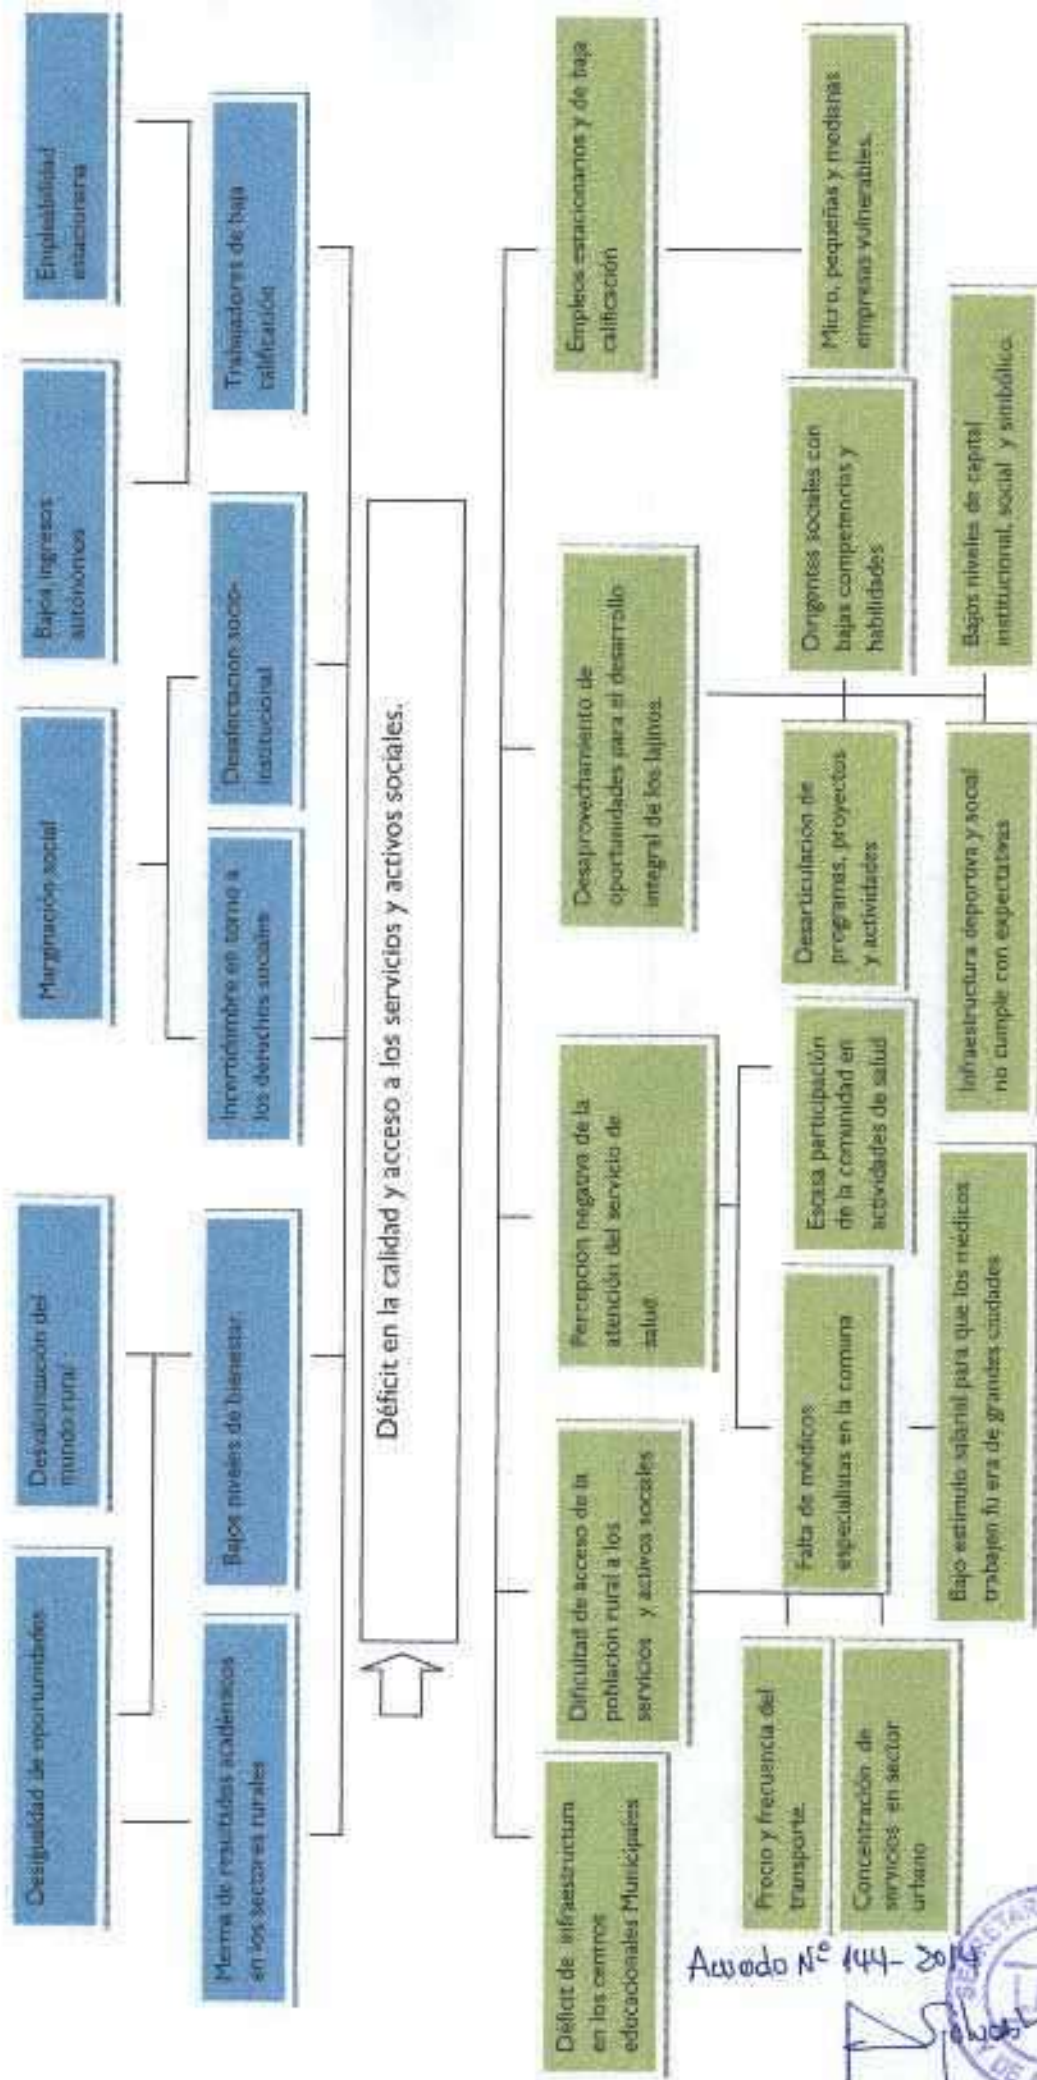 Desigualdad de oportunidades
Desvalorización del
mundo rural
Marginación social
Bajos ingresos
autónomos
Empleabilidad
estacionaria
Merma de resultados académicos
en los sectores rurales
Bajos niveles de bienestar
Incertidumbre en torno a
los derechos sociales
Desafectación socio-
institucional
Trabajadores de baja
calificación
Déficit en la calidad y acceso a los servicios y activos sociales.
Déficit de infraestructura
en los centros
educacionales Municipales
Dificultad de acceso de la
población rural a los
servicios y activos sociales
Percepción negativa de la
atención del servicio de
salud
Desaprovechamiento de
oportunidades para el desarrollo
integral de los lajinos.
Empleos estacionarios y de baja
calificación
Precio y frecuencia del
transporte.
Concentración de
servicios en sector
urbano
Falta de médicos
especialistas en la comuna
Escasa participación
de la comunidad en
actividades de salud
Desarticulación de
programas, proyectos
y actividades
Dirigentes sociales con
bajas competencias y
habilidades
Micro, pequeñas y medianas
empresas vulnerables.
Bajo estímulo salarial para que los médicos
trabajen fu era de grandes ciudades
Infraestructura deportiva y social
no cumple con expectativas
Bajos niveles de capital
institucional, social y simbólico.
Acuerdo Nº 144-2014